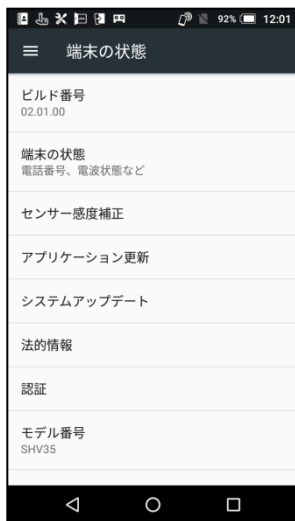 92% 12:01
端末の状態
ビルド番号
02.01.00
端末の状態
電話番号、電波状態など
センサー感度補正
アプリケーション更新
システムアップデート
法的情報
認証
モデル番号
SHV35